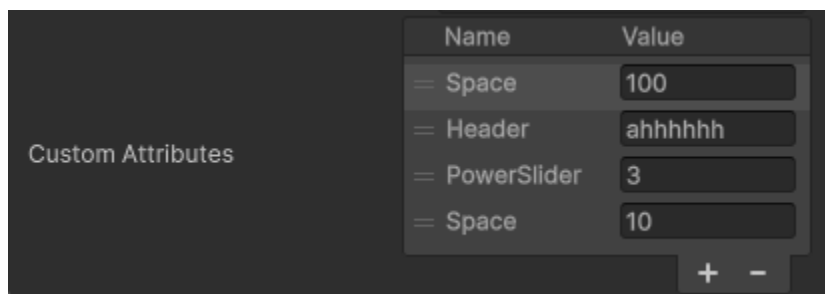 Name Value
Space 100
Header ahhhhhh
Custom Attributes
PowerSlider 3
Space 10
+ -